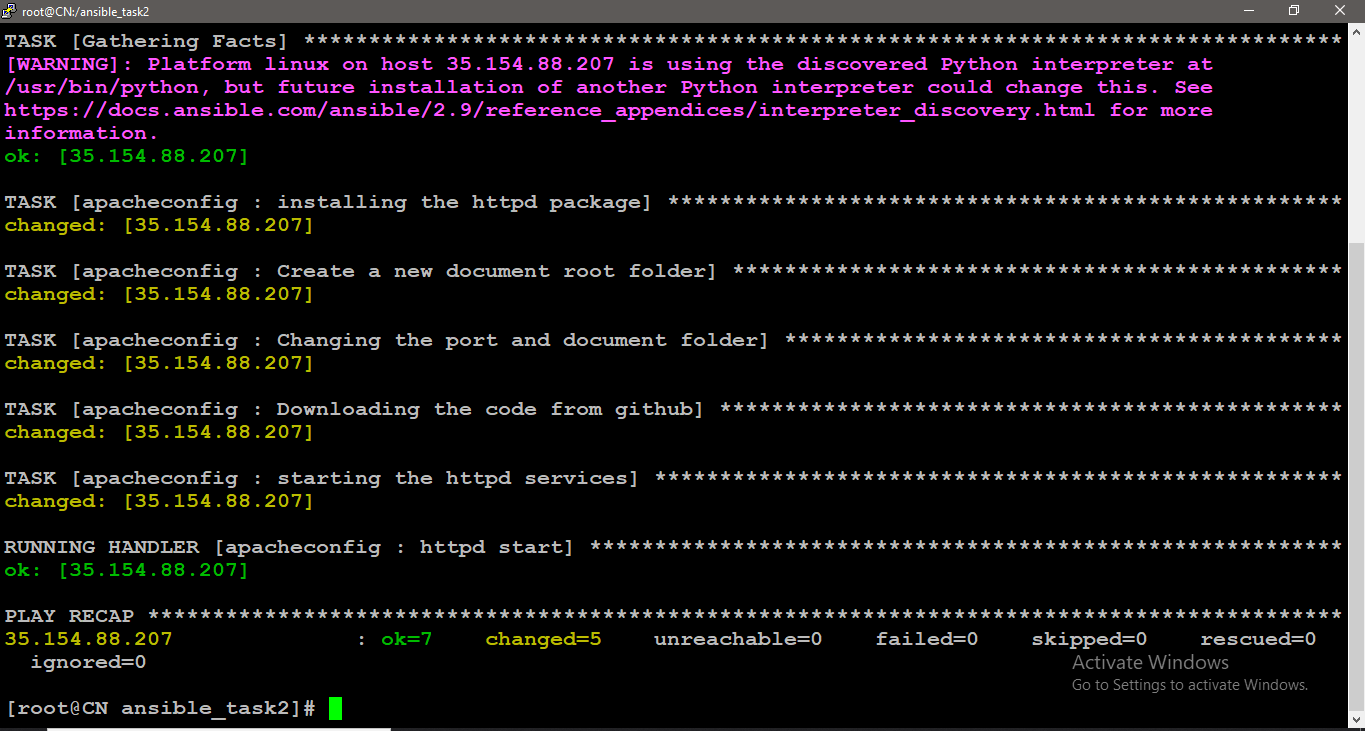 root@CN:/ansible_task2
TASK [Gathering Facts] ********************************************************************************
[WARNING]: Platform linux on host 35.154.88.207 is using the discovered Python interpreter at
/usr/bin/python, but future installation of another Python interpreter could change this. See
https://docs.ansible.com/ansible/2.9/reference_appendices/interpreter_discovery.html for more
information.
ok: [35.154.88.207]
TASK [apacheconfig : installing the httpd package] ****************************************************
changed: [35.154.88.207]
TASK [apacheconfig : Create a new document root folder] ***********************************************
changed: [35.154.88.207]
TASK [apacheconfig : Changing the port and document folder] *******************************************
changed: [35.154.88.207]
TASK [apacheconfig : Downloading the code from github] ************************************************
changed: [35.154.88.207]
TASK [apacheconfig : starting the httpd services] *****************************************************
changed: [35.154.88.207]
RUNNING HANDLER [apacheconfig : httpd start] **********************************************************
ok: [35.154.88.207]
PLAY RECAP ********************************************************************************************
35.154.88.207              : ok=7    changed=5    unreachable=0    failed=0    skipped=0    rescued=0
  ignored=0
Activate Windows
Go to Settings to activate Windows.
[root@CN ansible_task2]#